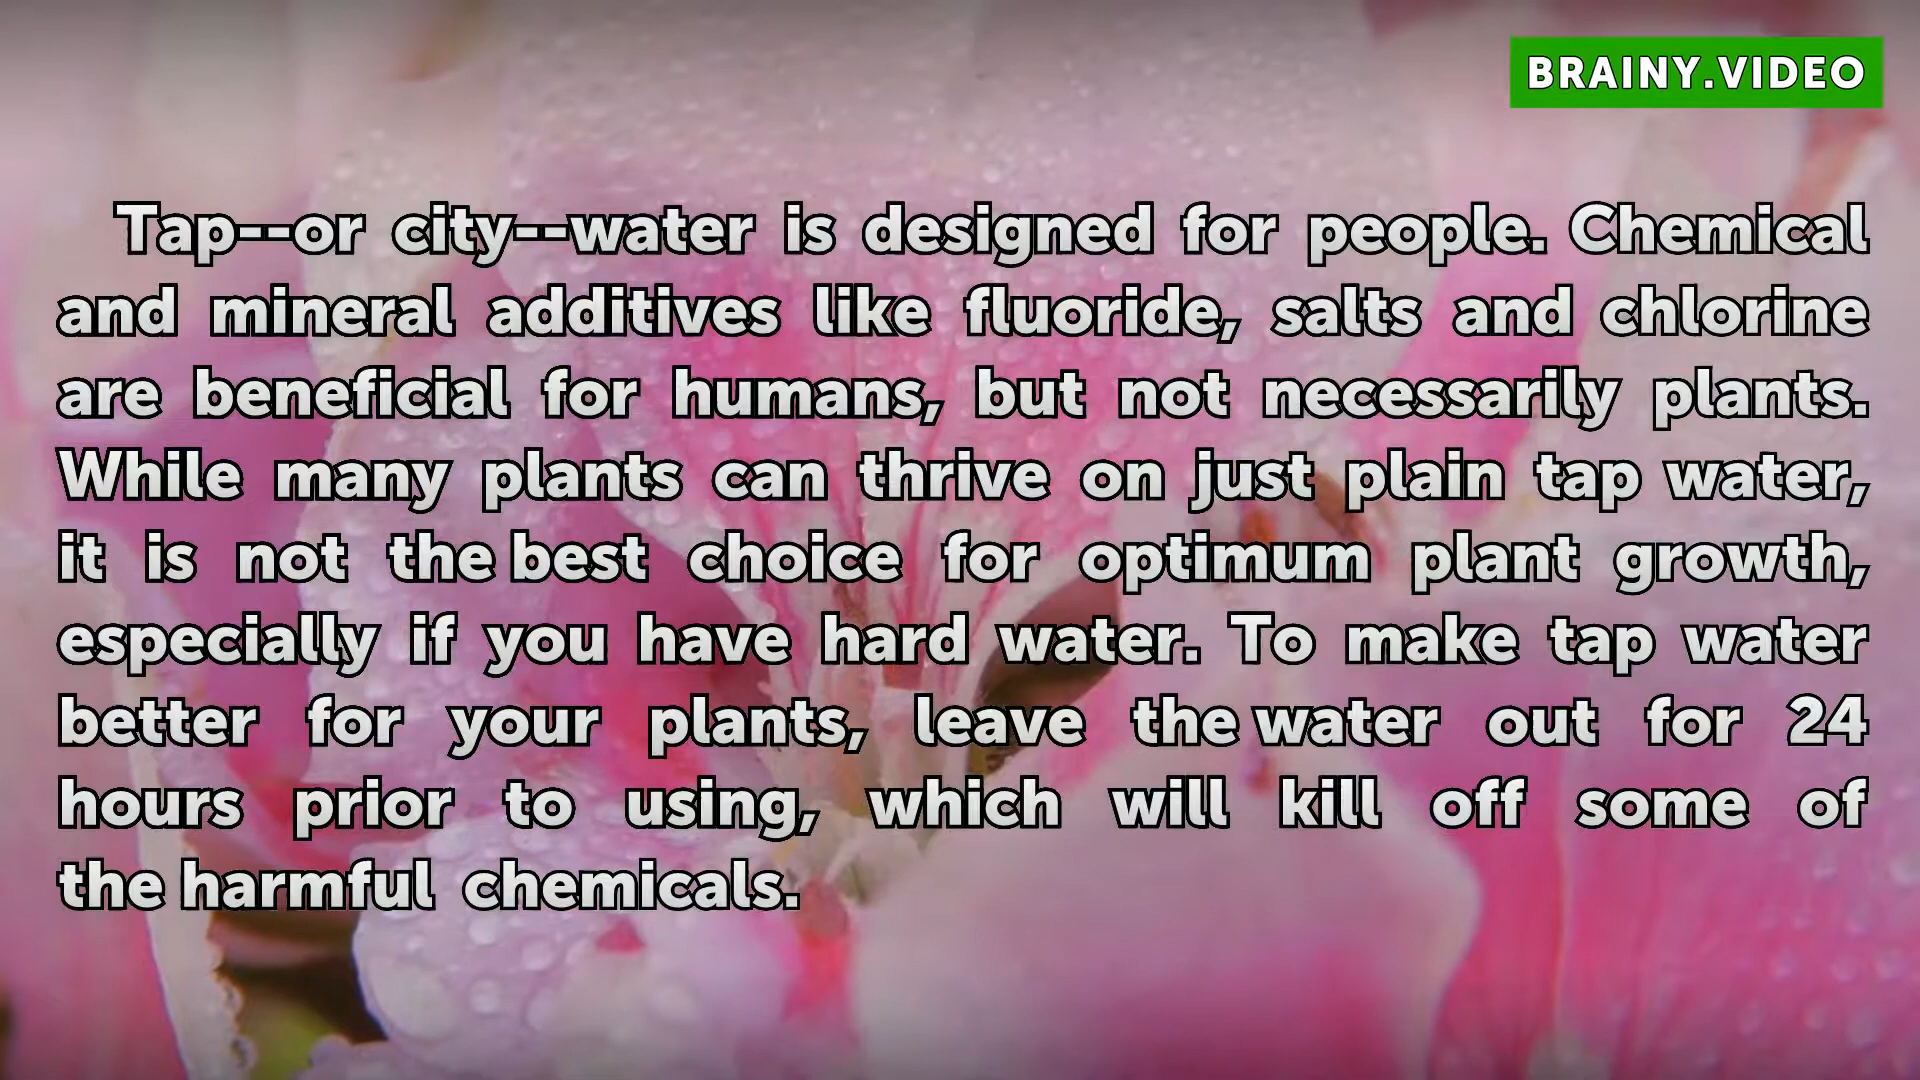 BRAINY.VIDEO
Tap--or city--water is designed for people. Chemical
and mineral additives like fluoride, salts and chlorine
are beneficial for humans, but not necessarily plants.
While many plants can thrive on just plain tap water,
it is not the best choice for optimum plant growth,
especially if you have hard water. To make tap water
better for your plants, leave the water out for 24
hours prior to using, which will kill off some of
the harmful chemicals.